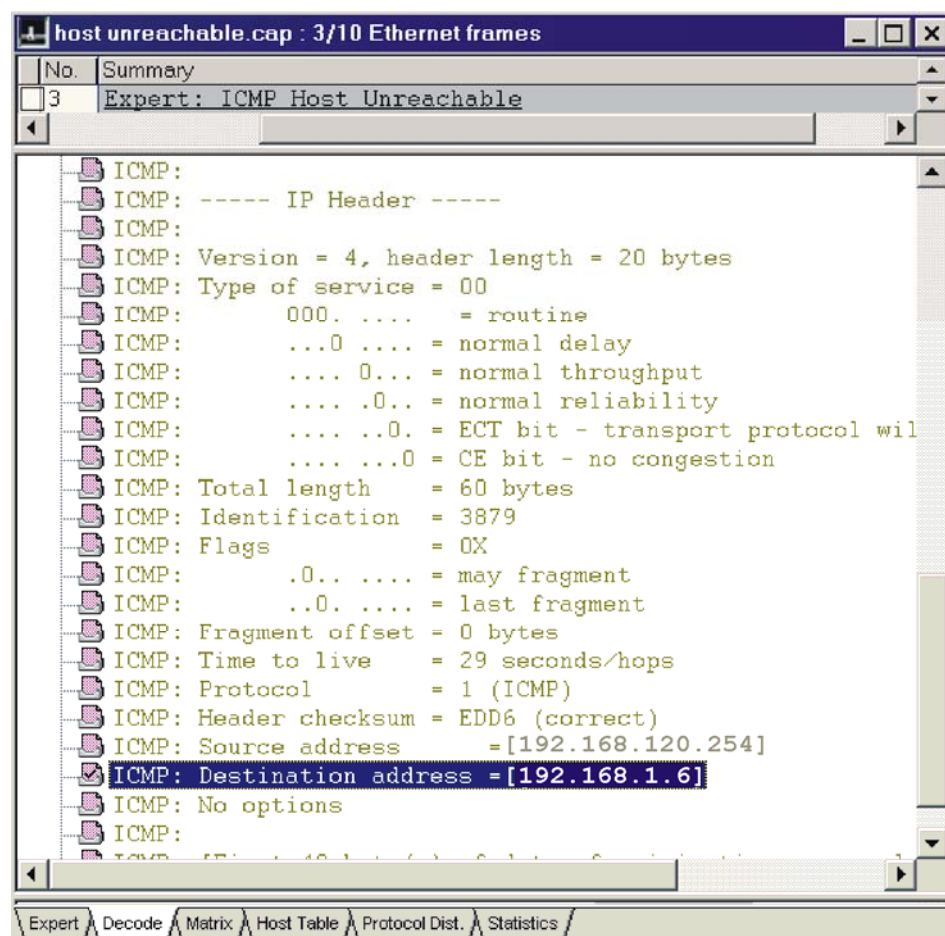 host unreachable.cap : 3/10 Ethernet frames
No. Summary
3 Expert: ICMP Host Unreachable
ICMP:
ICMP: ----- IP Header -----
ICMP:
ICMP: Version = 4, header length = 20 bytes
ICMP: Type of service = 00
ICMP: 000. .... = routine
ICMP: ...0 .... = normal delay
ICMP: .... 0... = normal throughput
ICMP: .... .0.. = normal reliability
ICMP: .... ..0. = ECT bit - transport protocol wil
ICMP: .... ...0 = CE bit - no congestion
ICMP: Total length = 60 bytes
ICMP: Identification = 3879
ICMP: Flags = 0X
ICMP: .0.. .... = may fragment
ICMP: ..0. .... = last fragment
ICMP: Fragment offset = 0 bytes
ICMP: Time to live = 29 seconds/hops
ICMP: Protocol = 1 (ICMP)
ICMP: Header checksum = EDD6 (correct)
ICMP: Source address =[192.168.120.254]
ICMP: Destination address =[192.168.1.6]
ICMP: No options
ICMP:
Expert Decode Matrix Host Table Protocol Dist. Statistics